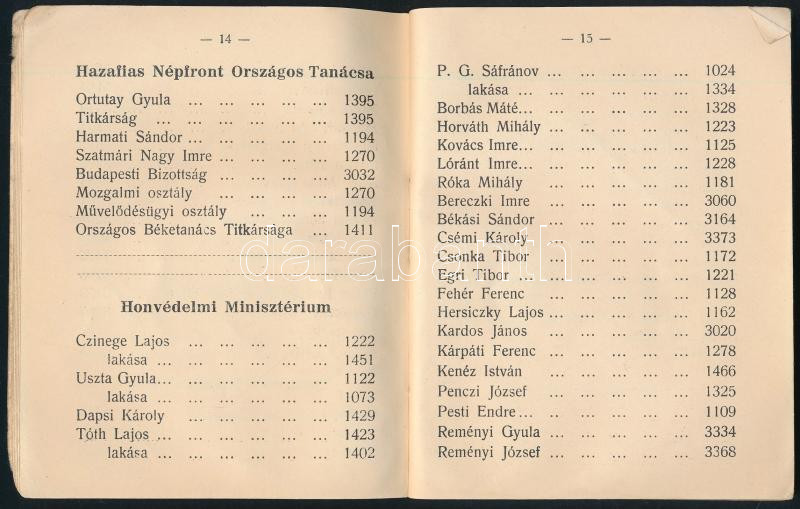 — 14 —
Hazafias Népfront Országos Tanácsa
Ortutay Gyula ... ... ... ... 1395
Titkárság ... ... ... ... ... 1395
Harmati Sándor ... ... ... ... 1194
Szatmári Nagy Imre ... ... ... ... 1270
Budapesti Bizottság ... ... ... ... 3032
Mozgalmi osztály ... ... ... ... 1270
Művelődésügyi osztály ... ... ... 1194
Országos Béketanács Titkársága ... 1411
Honvédelmi Minisztérium
Czinege Lajos ... ... ... ... ... 1222
lakása ... ... ... ... ... 1451
Uszta Gyula... ... ... ... ... ... 1122
lakása ... ... ... ... ... 1073
Dapsi Károly ... ... ... ... ... 1429
Tóth Lajos ... ... ... ... ... ... 1423
lakása ... ... ... ... ... 1402
— 15 —
P. G. Sáfránov ... ... ... ... ... 1024
lakása ... ... ... ... ... 1334
Borbás Máté... ... ... ... ... ... 1328
Horváth Mihály ... ... ... ... ... 1223
Kovács Imre... ... ... ... ... ... 1125
Lóránt Imre... ... ... ... ... ... 1228
Róka Mihály ... ... ... ... ... 1181
Bereczki Imre ... ... ... ... ... 3060
Békási Sándor ... ... ... ... ... 3164
Csémi Károly ... ... ... ... ... 3373
Csonka Tibor ... ... ... ... ... 1172
Egri Tibor ... ... ... ... ... ... 1221
Fehér Ferenc ... ... ... ... ... 1128
Hersiczky Lajos ... ... ... ... ... 1162
Kardos János ... ... ... ... ... 3020
Kárpáti Ferenc ... ... ... ... ... 1278
Kenéz István ... ... ... ... ... 1466
Penczi József ... ... ... ... ... 1325
Pesti Endre... ... ... ... ... ... 1109
Reményi Gyula ... ... ... ... ... 3334
Reményi József ... ... ... ... ... 3368
darabanth